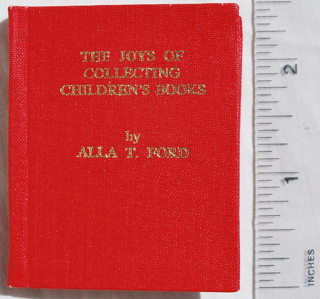 THE JOYS OF
COLLECTING
CHILDREN'S BOOKS
by
ALLA T. FORD
2
1
INCHES